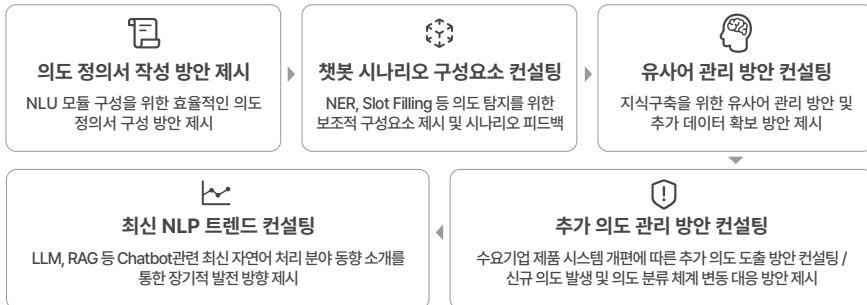 의도 정의서 작성 방안 제시
NLU 모듈 구성을 위한 효율적인 의도
정의서 구성 방안 제시
챗봇 시나리오 구성요소 컨설팅
NER, Slot Filling 등 의도 탐지를 위한
보조적 구성요소 제시 및 시나리오 피드백
유사어 관리 방안 컨설팅
지식구축을 위한 유사어 관리 방안 및
추가 데이터 확보 방안 제시
추가 의도 관리 방안 컨설팅
수요기업 제품 시스템 개편에 따른 추가 의도 도출 방안 컨설팅 /
신규 의도 발생 및 의도 분류 체계 변동 대응 방안 제시
최신 NLP 트렌드 컨설팅
LLM, RAG 등 Chatbot관련 최신 자연어 처리 분야 동향 소개를
통한 장기적 발전 방향 제시